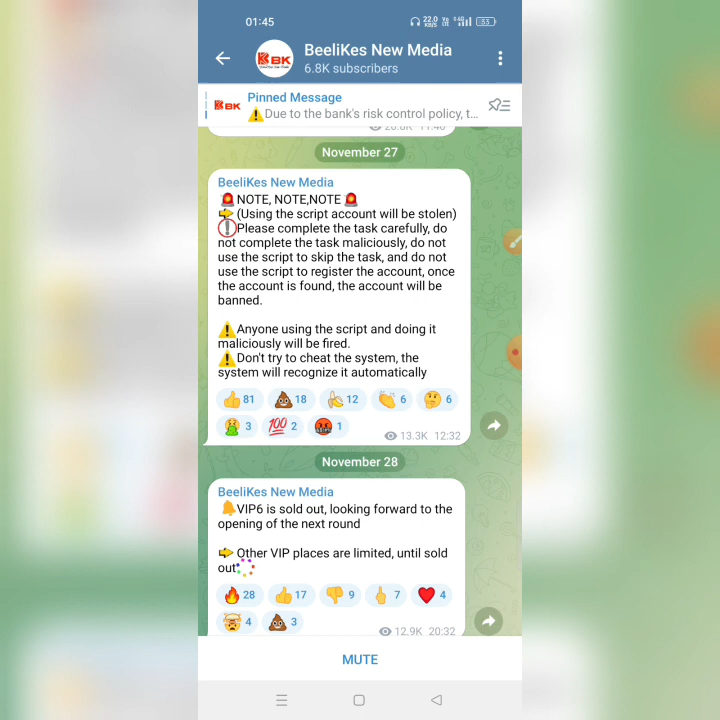 01:45
22.0
KB/S
53
BeeliKes New Media
6.8K subscribers
BK
Pinned Message
⚠️Due to the bank's risk control policy, t...
November 27
BeeliKes New Media
🚨NOTE, NOTE,NOTE 🚨
👉 (Using the script account will be stolen)
❗Please complete the task carefully, do
not complete the task maliciously, do not
use the script to skip the task, and do not
use the script to register the account, once
the account is found, the account will be
banned.
⚠️Anyone using the script and doing it
maliciously will be fired.
⚠️Don't try to cheat the system, the
system will recognize it automatically
👍 81 💩 18 🍌 12 👏 6 🤔 6
🤮 3 💯 2 🤬 1
13.3K 12:32
November 28
BeeliKes New Media
🔔VIP6 is sold out, looking forward to the
opening of the next round
👉 Other VIP places are limited, until sold
out
🔥 28 👍 17 👎 9 🖕 7 ❤️ 4
🤯 4 💩 3
12.9K 20:32
MUTE